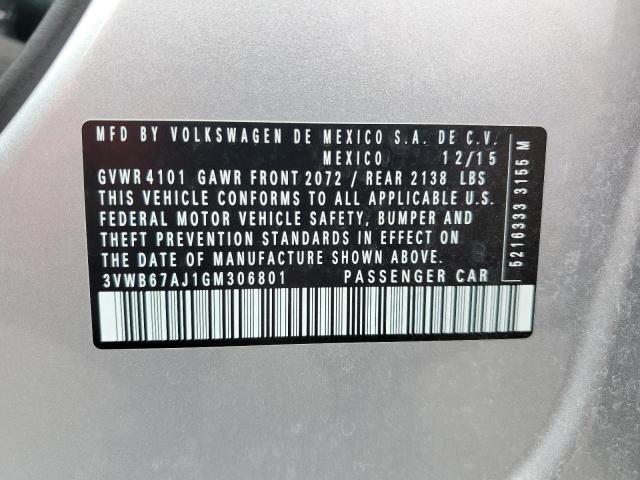 MFD BY VOLKSWAGEN DE MEXICO S.A. DE C.V.
MEXICO 12/15
GVWR 4101 GAWR FRONT 2072 / REAR 2138 LBS
THIS VEHICLE CONFORMS TO ALL APPLICABLE U.S.
FEDERAL MOTOR VEHICLE SAFETY, BUMPER AND
THEFT PREVENTION STANDARDS IN EFFECT ON
THE DATE OF MANUFACTURE SHOWN ABOVE
3VWB67AJ1GM306801 PASSENGER CAR
5216333 3155 M